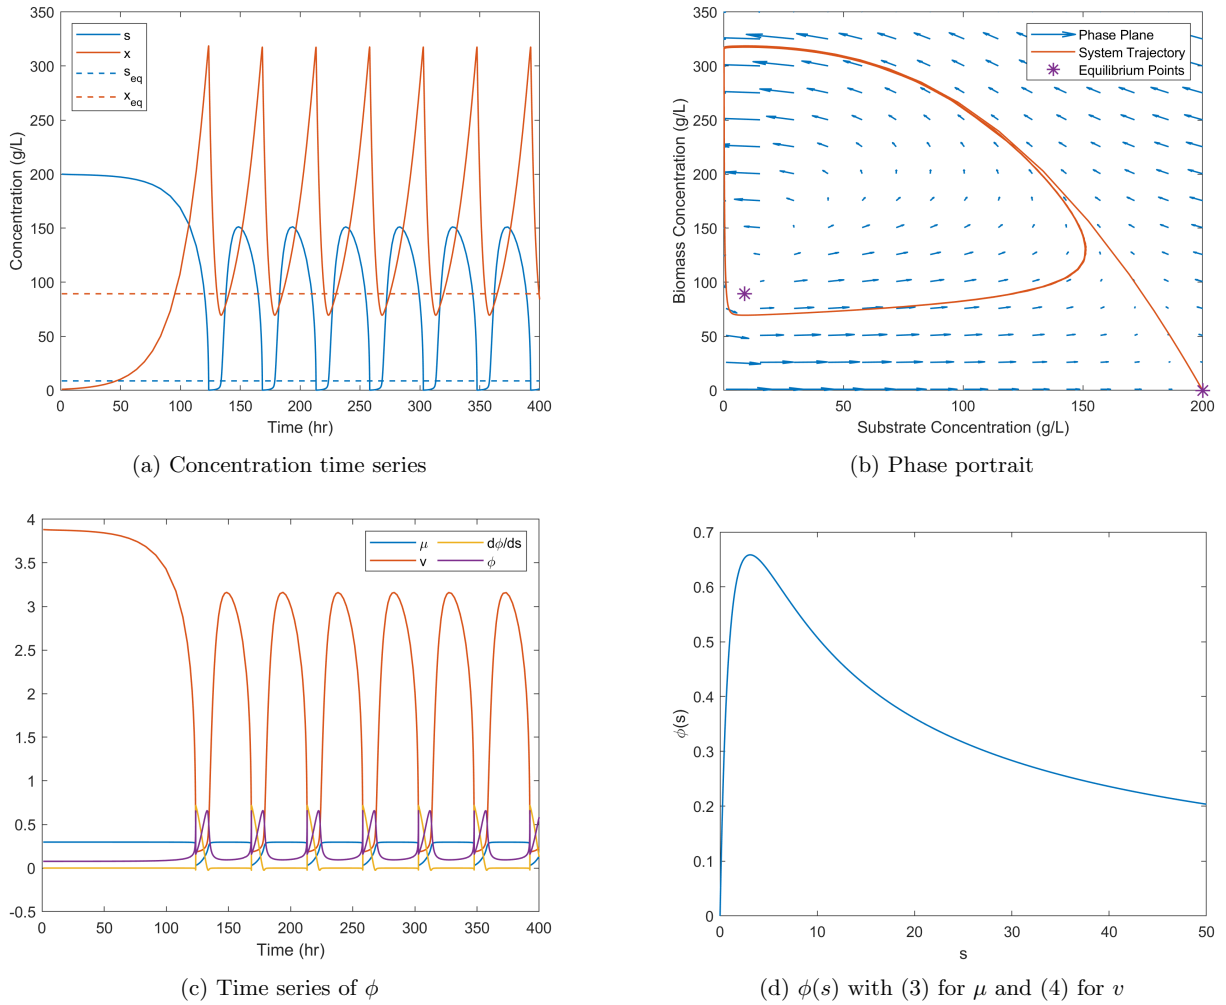 350
300
250
200
150
100
50
0
Concentration (g/L)
s
x
s_eq
x_eq
0 50 100 150 200 250 300 350 400
Time (hr)
(a) Concentration time series
350
300
250
200
150
100
50
0
Biomass Concentration (g/L)
Phase Plane
System Trajectory
Equilibrium Points
0 50 100 150 200
Substrate Concentration (g/L)
(b) Phase portrait
4
3.5
3
2.5
2
1.5
1
0.5
0
-0.5
μ dϕ/ds
v ϕ
0 50 100 150 200 250 300 350 400
Time (hr)
(c) Time series of ϕ
0.7
0.6
0.5
0.4
0.3
0.2
0.1
0
ϕ(s)
0 10 20 30 40 50
s
(d) ϕ(s) with (3) for μ and (4) for v